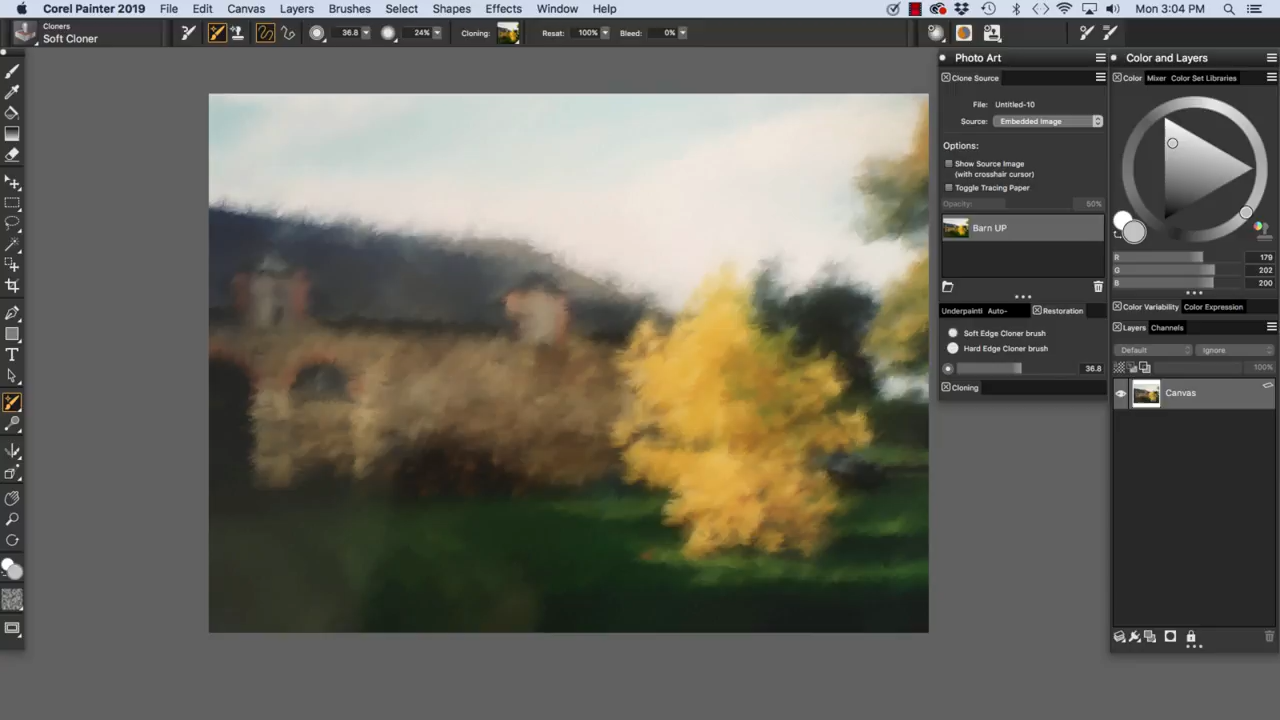 Corel Painter 2019 File Edit Canvas Layers Brushes Select Shapes Effects Window Help Mon 3:04 PM
Cloners
Soft Cloner
36.8 24% Cloning: Resat: 100% Bleed: 0%
Photo Art
Clone Source
File: Untitled-10
Source: Embedded Image
Options:
Show Source Image
(with crosshair cursor)
Toggle Tracing Paper
Opacity: 50%
Barn UP
Underpainti Auto- Restoration
Soft Edge Cloner brush
Hard Edge Cloner brush
36.8
Cloning
Color and Layers
Color Mixer Color Set Libraries
R 179
G 202
B 200
Color Variability Color Expression
Layers Channels
Default Ignore
100%
Canvas